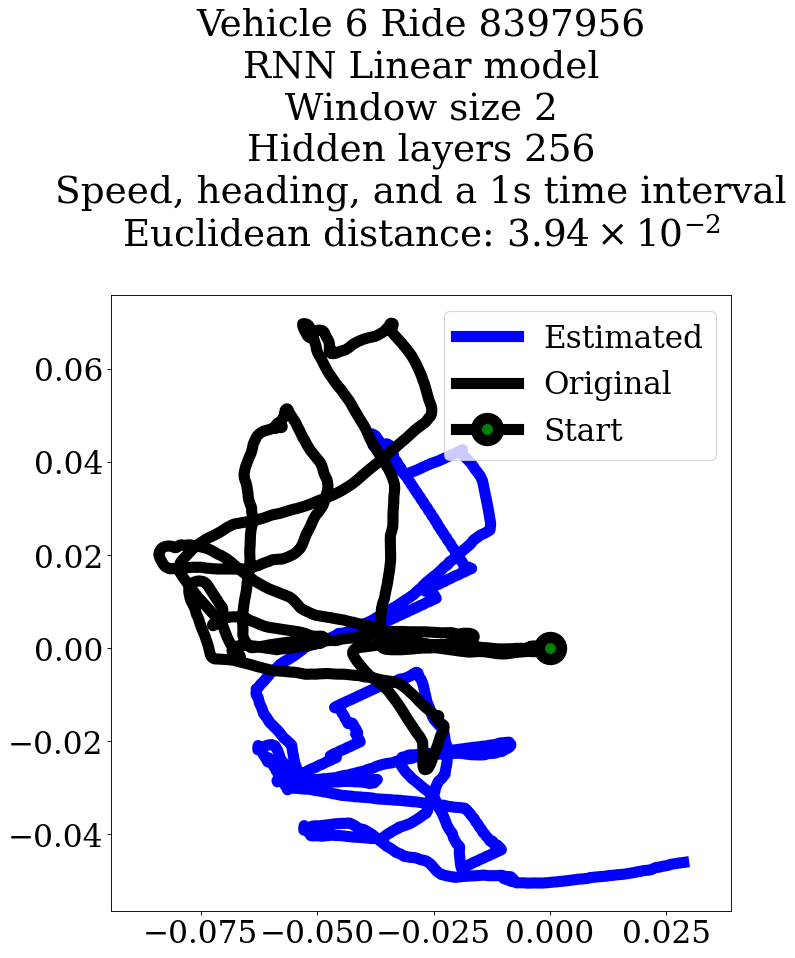 Vehicle 6 Ride 8397956
RNN Linear model
Window size 2
Hidden layers 256
Speed, heading, and a 1s time interval
Euclidean distance: 3.94 × 10⁻²
Estimated
Original
Start
0.06
0.04
0.02
0.00
−0.02
−0.04
−0.075 −0.050 −0.025 0.000 0.025